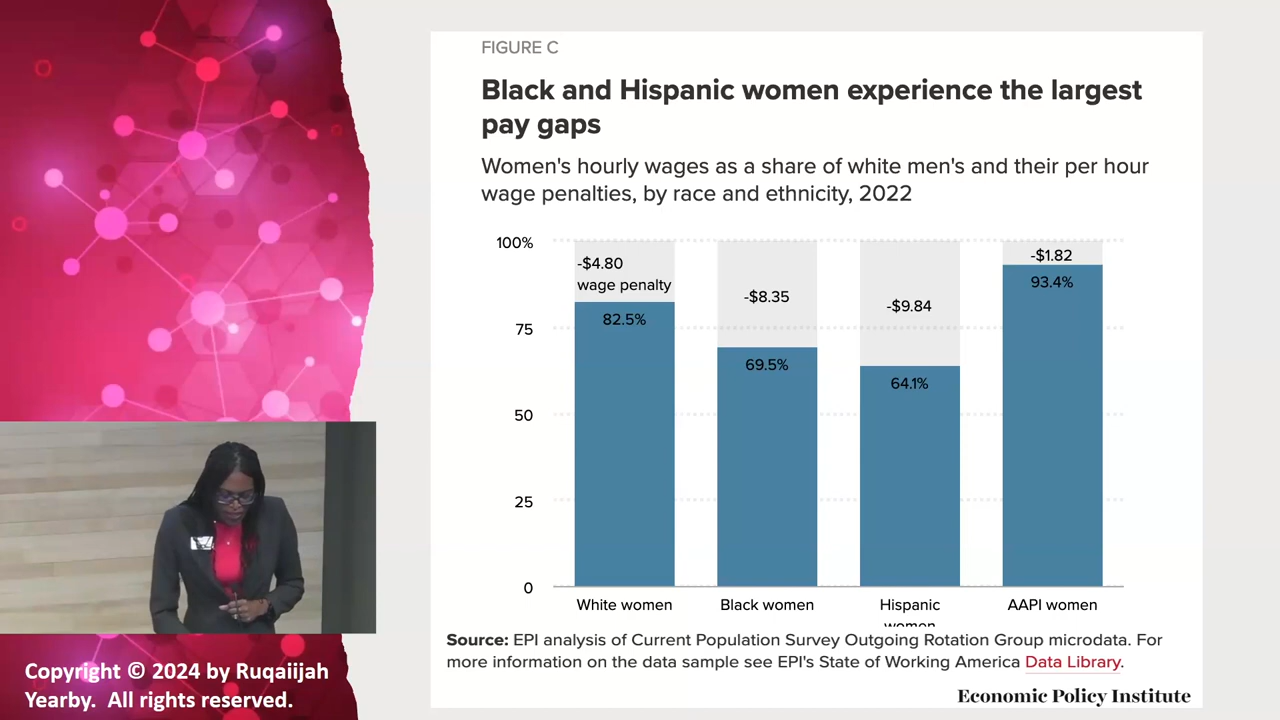 FIGURE C
Black and Hispanic women experience the largest
pay gaps
Women's hourly wages as a share of white men's and their per hour
wage penalties, by race and ethnicity, 2022
100%
75
50
25
0
-$4.80
wage penalty
82.5%
-$8.35
69.5%
-$9.84
64.1%
-$1.82
93.4%
White women
Black women
Hispanic
women
AAPI women
Source: EPI analysis of Current Population Survey Outgoing Rotation Group microdata. For
more information on the data sample see EPI's State of Working America Data Library.
Economic Policy Institute
Copyright © 2024 by Ruqaiijah
Yearby. All rights reserved.